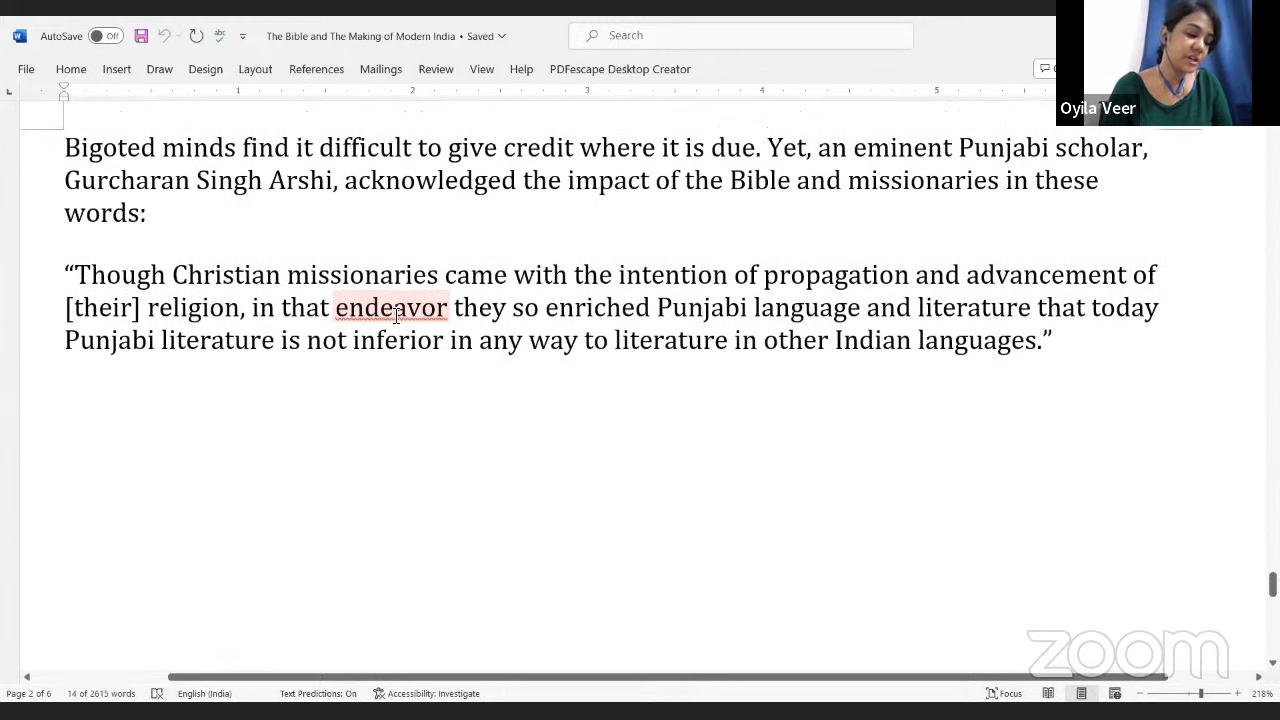 AutoSave Off abc The Bible and The Making of Modern India • Saved Search
File Home Insert Draw Design Layout References Mailings Review View Help PDFescape Desktop Creator
1 2 3 4 5
Oyila Veer
Bigoted minds find it difficult to give credit where it is due. Yet, an eminent Punjabi scholar,
Gurcharan Singh Arshi, acknowledged the impact of the Bible and missionaries in these
words:
“Though Christian missionaries came with the intention of propagation and advancement of
[their] religion, in that endeavor they so enriched Punjabi language and literature that today
Punjabi literature is not inferior in any way to literature in other Indian languages.”
zoom
Page 2 of 6 14 of 2615 words English (India) Text Predictions: On Accessibility: Investigate Focus 218%